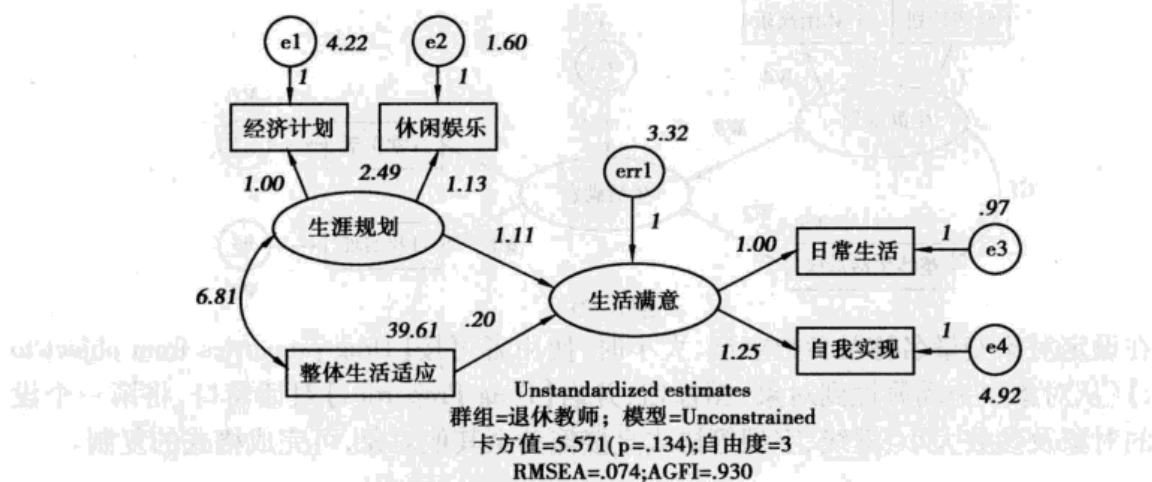 e1 4.22 e2 1.60
1 1
经济计划 休闲娱乐
3.32
err1
1.00 2.49 1.13
生涯规划
1
.97
1.11
1.00 日常生活 1 e3
6.81
生活满意
39.61 .20
整体生活适应
1.25 自我实现 1 e4
4.92
Unstandardized estimates
群组=退休教师；模型=Unconstrained
卡方值=5.571(p=.134);自由度=3
RMSEA=.074;AGFI=.930